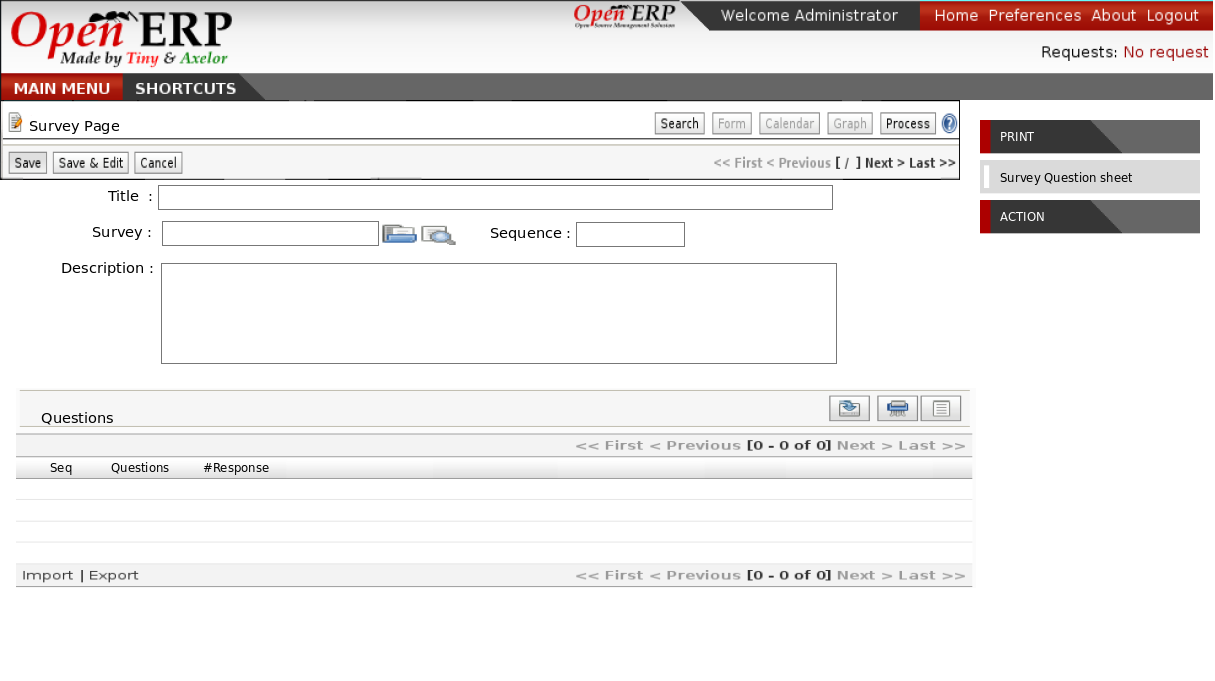 Open ERP
Made by Tiny & Axelor
Open ERP
Open Source Management Solution
Welcome Administrator
Home Preferences About Logout
Requests: No request
MAIN MENU SHORTCUTS
Survey Page
Search Form Calendar Graph Process ?
Save Save & Edit Cancel
<< First < Previous [ / ] Next > Last >>
PRINT
Survey Question sheet
ACTION
Title :
Survey :
Sequence :
Description :
Questions
<< First < Previous [0 - 0 of 0] Next > Last >>
Seq Questions #Response
Import | Export
<< First < Previous [0 - 0 of 0] Next > Last >>